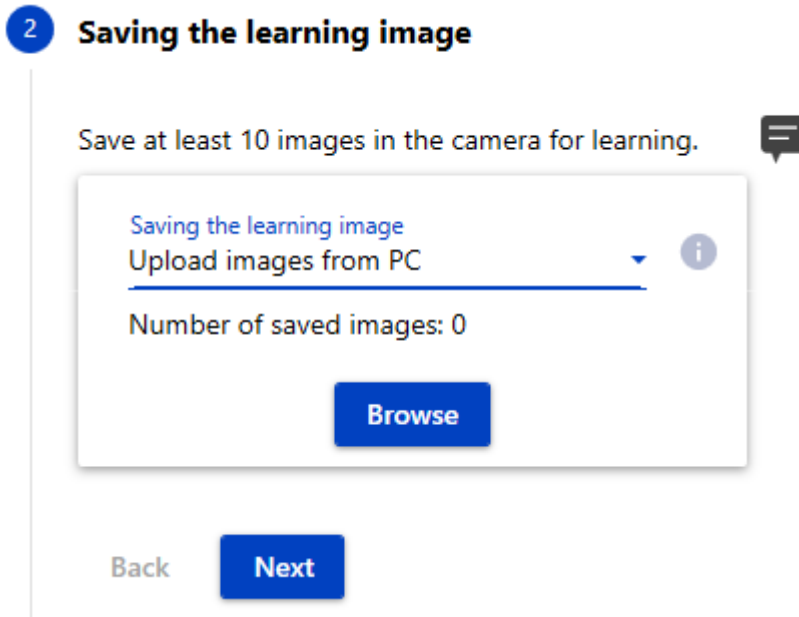 2
Saving the learning image
Save at least 10 images in the camera for learning.
Saving the learning image
Upload images from PC
i
Number of saved images: 0
Browse
Back
Next